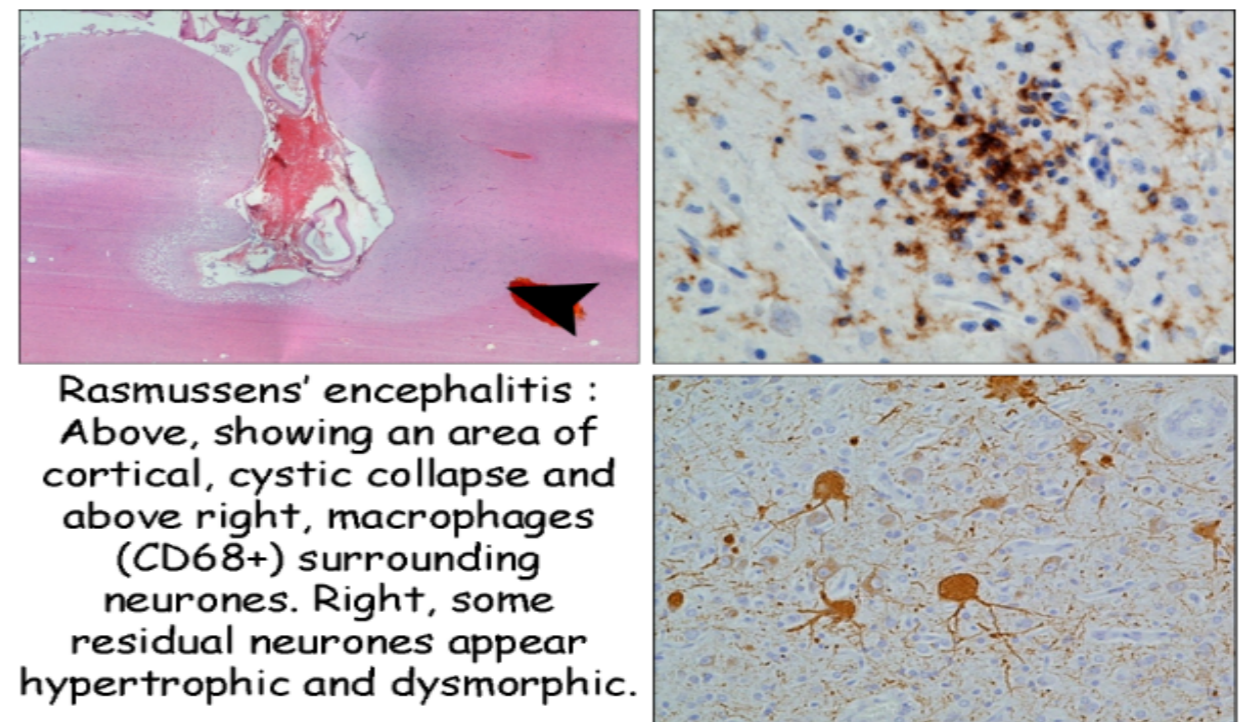 Rasmussens' encephalitis :
Above, showing an area of
cortical, cystic collapse and
above right, macrophages
(CD68+) surrounding
neurones. Right, some
residual neurones appear
hypertrophic and dysmorphic.